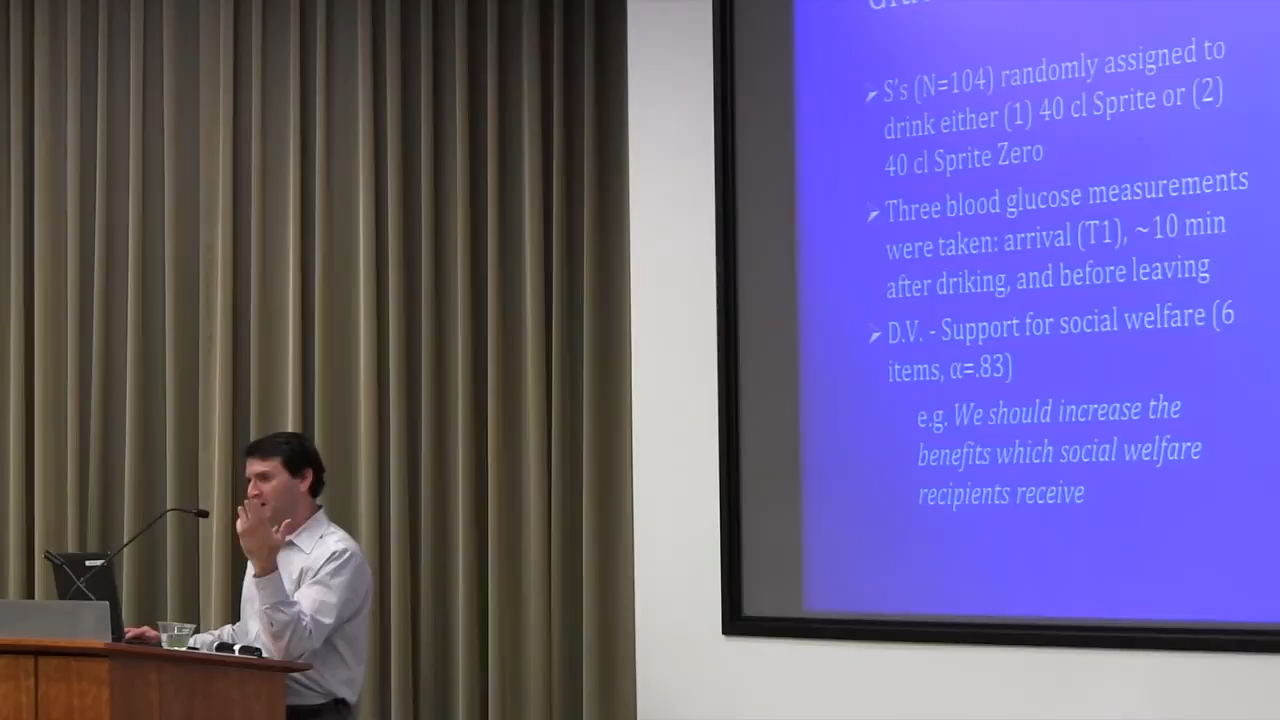 ➢ S's (N=104) randomly assigned to
drink either (1) 40 cl Sprite or (2)
40 cl Sprite Zero
➢ Three blood glucose measurements
were taken: arrival (T1), ~10 min
after driking, and before leaving
➢ D.V. - Support for social welfare (6
items, α=.83)
e.g. We should increase the
benefits which social welfare
recipients receive